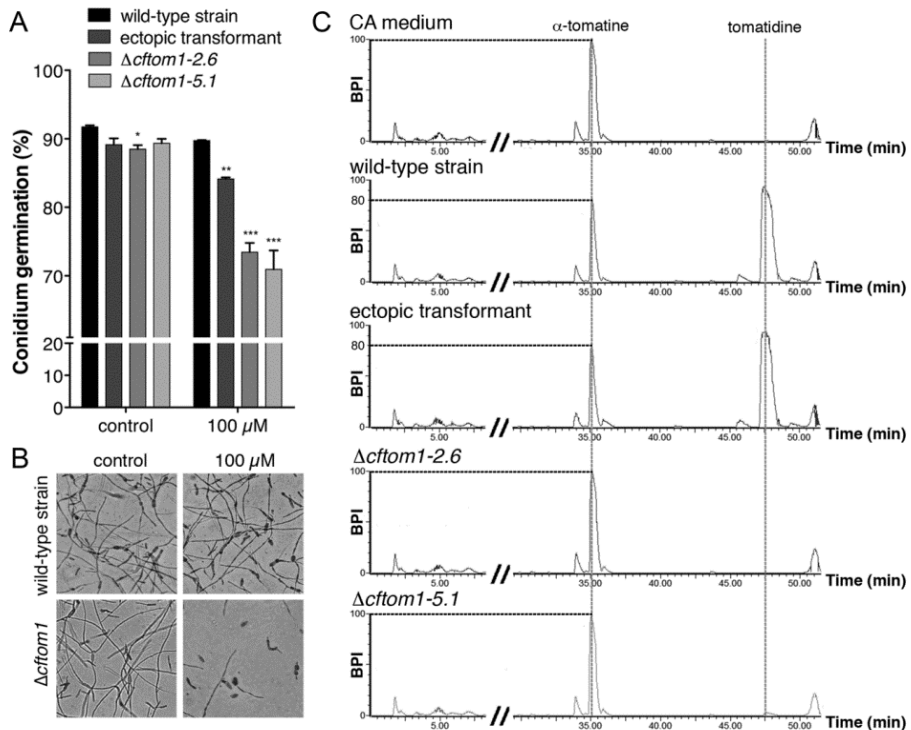 A
wild-type strain
ectopic transformant
Δcftom1-2.6
Δcftom1-5.1
Conidium germination (%)
100
90
80
70
20
10
0
*
**
***
***
control
100 µM
B
control
100 µM
wild-type strain
Δcftom1
C
CA medium
α-tomatine
tomatidine
BPI
100
0
5.00
35.00
40.00
45.00
50.00
Time (min)
wild-type strain
BPI
100
80
0
5.00
35.00
40.00
45.00
50.00
Time (min)
ectopic transformant
BPI
100
80
0
5.00
35.00
40.00
45.00
50.00
Time (min)
Δcftom1-2.6
BPI
100
0
5.00
35.00
40.00
45.00
50.00
Time (min)
Δcftom1-5.1
BPI
100
0
5.00
35.00
40.00
45.00
50.00
Time (min)